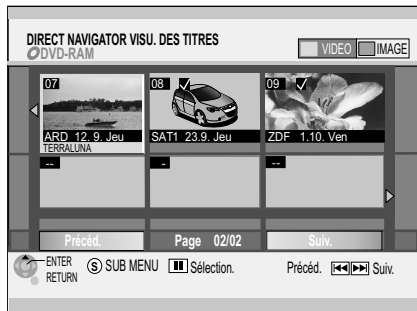 DIRECT NAVIGATOR VISU. DES TITRES
DVD-RAM
VIDEO IMAGE
07 08 09
ARD 12. 9. Jeu SAT1 23.9. Jeu ZDF 1.10. Ven
TERRALUNA
-- - --
Précéd. Page 02/02 Suiv.
ENTER
RETURN
S SUB MENU Sélection. Précéd. Suiv.